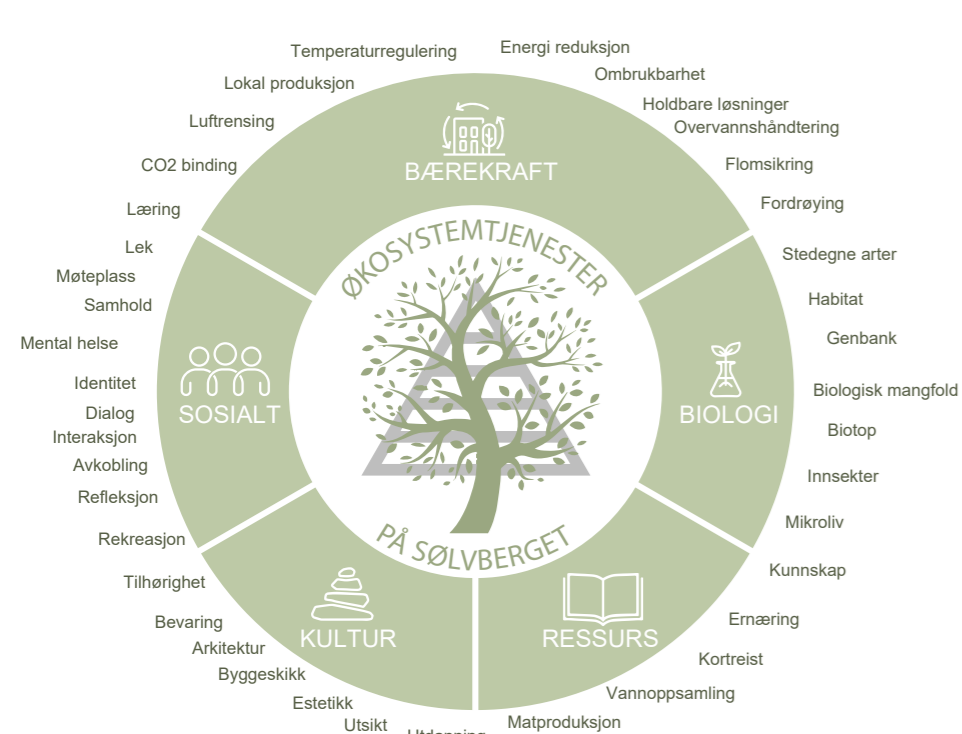 Temperaturregulering
Energi reduksjon
Ombrukbarhet
Lokal produksjon
Holdbare løsninger
Luftrensing
Overvannshåndtering
CO2 binding
Flomsikring
BÆREKRAFT
Læring
Fordrøying
Lek
Stedegne arter
Møteplass
Samhold
Habitat
Mental helse
Genbank
Identitet
Biologisk mangfold
Dialog
SOSIALT
BIOLOGI
Interaksjon
Biotop
Avkobling
Innsekter
Refleksjon
Mikroliv
Rekreasjon
ØKOSYSTEMTJENESTER
PÅ SØLVBERGET
Tilhørighet
Kunnskap
Bevaring
Ernæring
KULTUR
RESSURS
Arkitektur
Kortreist
Byggeskikk
Vannoppsamling
Estetikk
Utsikt
Matproduksjon